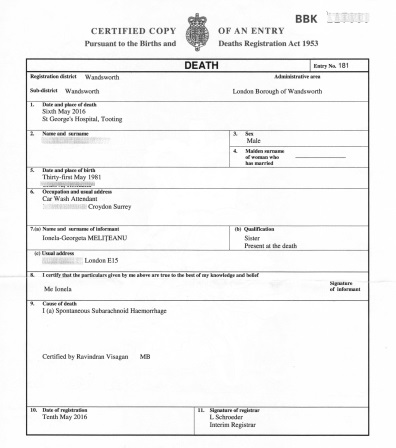 BBK
CERTIFIED COPY OF AN ENTRY
Pursuant to the Births and Deaths Registration Act 1953
DEATH
Entry No. 181
Registration district Wandsworth
Administrative area
Sub-district Wandsworth
London Borough of Wandsworth
1. Date and place of death
Sixth May 2016
St George's Hospital, Tooting
2. Name and surname
3. Sex
Male
4. Maiden surname
of woman who
has married
5. Date and place of birth
Thirty-first May 1981
6. Occupation and usual address
Car Wash Attendant
Croydon Surrey
7.(a) Name and surname of informant
Ionela-Georgeta MELIȚEANU
(b) Qualification
Sister
Present at the death
(c) Usual address
London E15
8. I certify that the particulars given by me above are true to the best of my knowledge and belief
Me Ionela
Signature
of informant
9. Cause of death
I (a) Spontaneous Subarachnoid Haemorrhage
Certified by Ravindran Visagan MB
10. Date of registration
Tenth May 2016
11. Signature of registrar
L Schroeder
Interim Registrar